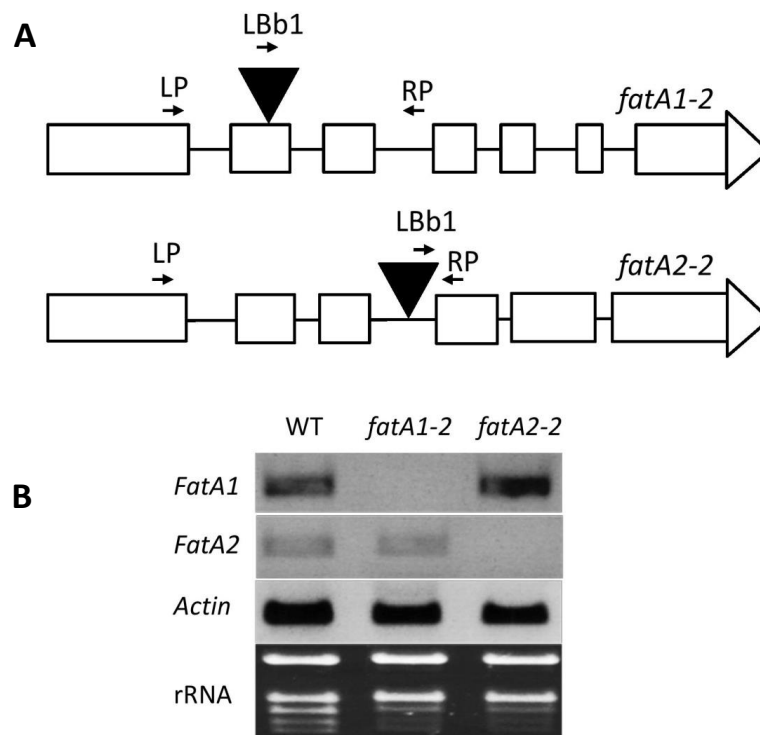 A
LBb1
LP
RP
fatA1-2
LBb1
LP
RP
fatA2-2
WT fatA1-2 fatA2-2
B
FatA1
FatA2
Actin
rRNA